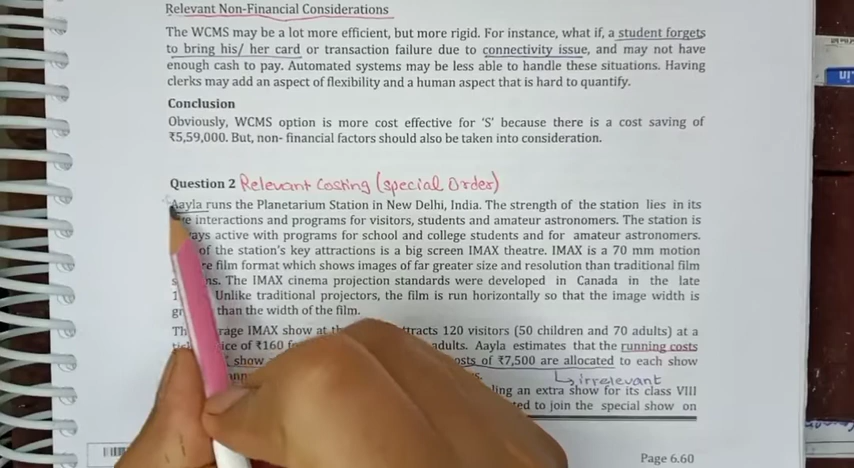 Relevant Non-Financial Considerations
The WCMS may be a lot more efficient, but more rigid. For instance, what if, a student forgets
to bring his/ her card or transaction failure due to connectivity issue, and may not have
enough cash to pay. Automated systems may be less able to handle these situations. Having
clerks may add an aspect of flexibility and a human aspect that is hard to quantify.
Conclusion
Obviously, WCMS option is more cost effective for 'S' because there is a cost saving of
₹5,59,000. But, non- financial factors should also be taken into consideration.
Question 2 Relevant Costing (special Order)
Aayla runs the Planetarium Station in New Delhi, India. The strength of the station lies in its
interactions and programs for visitors, students and amateur astronomers. The station is
always active with programs for school and college students and for amateur astronomers.
of the station's key attractions is a big screen IMAX theatre. IMAX is a 70 mm motion
film format which shows images of far greater size and resolution than traditional film
The IMAX cinema projection standards were developed in Canada in the late
Unlike traditional projectors, the film is run horizontally so that the image width is
than the width of the film.
IMAX show at attracts 120 visitors (50 children and 70 adults) at a
of ₹160 adults. Aayla estimates that the running costs
show of ₹7,500 are allocated to each show
irrelevant
an extra show for its class VIII
to join the special show on
Page 6.60